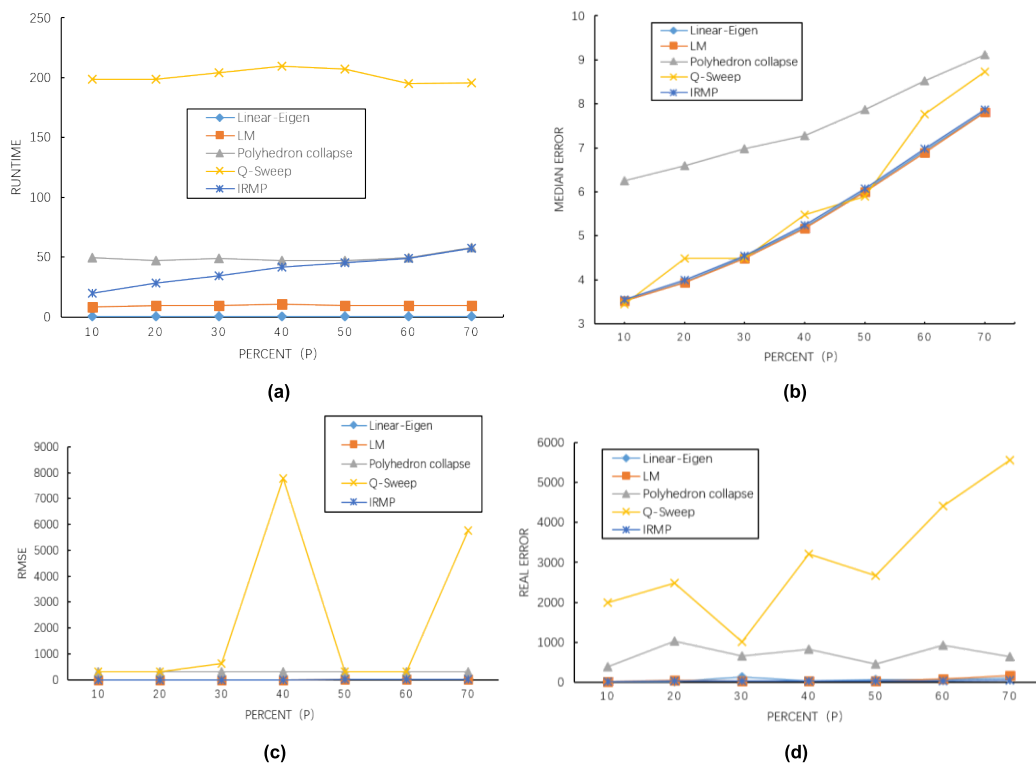 250
200
150
100
50
0
RUNTIME
Linear-Eigen
LM
Polyhedron collapse
Q-Sweep
IRMP
10 20 30 40 50 60 70
PERCENT (P)
(a)
10
9
8
7
6
5
4
3
MEDIAN ERROR
Linear-Eigen
LM
Polyhedron collapse
Q-Sweep
IRMP
10 20 30 40 50 60 70
PERCENT (P)
(b)
9000
8000
7000
6000
5000
4000
3000
2000
1000
0
RMSE
Linear-Eigen
LM
Polyhedron collapse
Q-Sweep
IRMP
10 20 30 40 50 60 70
PERCENT (P)
(c)
6000
5000
4000
3000
2000
1000
0
REAL ERROR
Linear-Eigen
LM
Polyhedron collapse
Q-Sweep
IRMP
10 20 30 40 50 60 70
PERCENT (P)
(d)